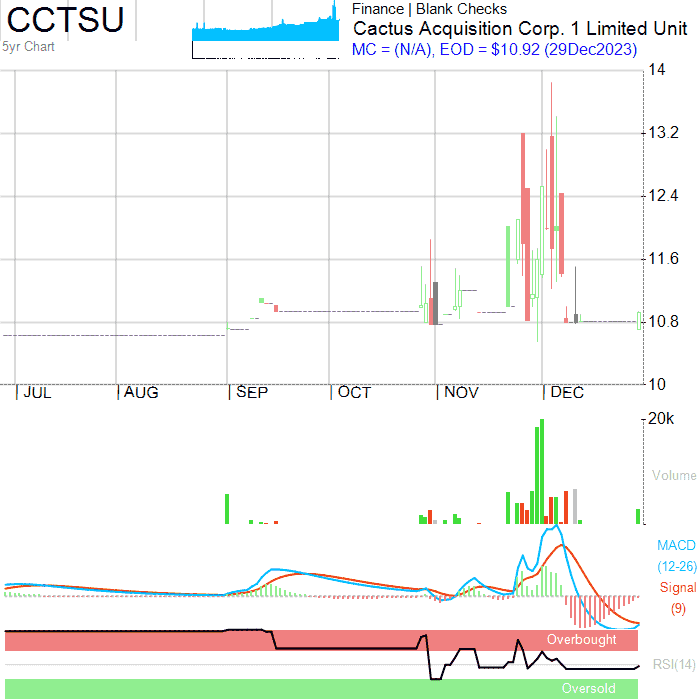 CCTSU
5yr Chart
Finance | Blank Checks
Cactus Acquisition Corp. 1 Limited Unit
MC = (N/A), EOD = $10.92 (29Dec2023)
14
13.2
12.4
11.6
10.8
10
JUL AUG SEP OCT NOV DEC
20k
Volume
MACD
(12-26)
Signal
(9)
Overbought
RSI(14)
Oversold